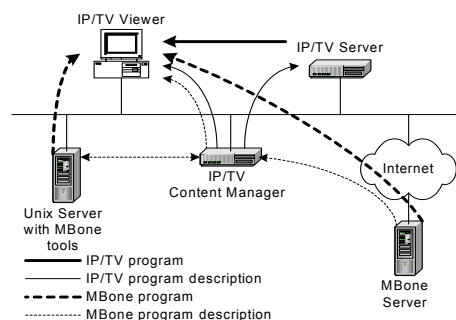 IP/TV Viewer
IP/TV Server
IP/TV
Content Manager
Internet
Unix Server
with MBone
tools
MBone
Server
IP/TV program
IP/TV program description
MBone program
MBone program description